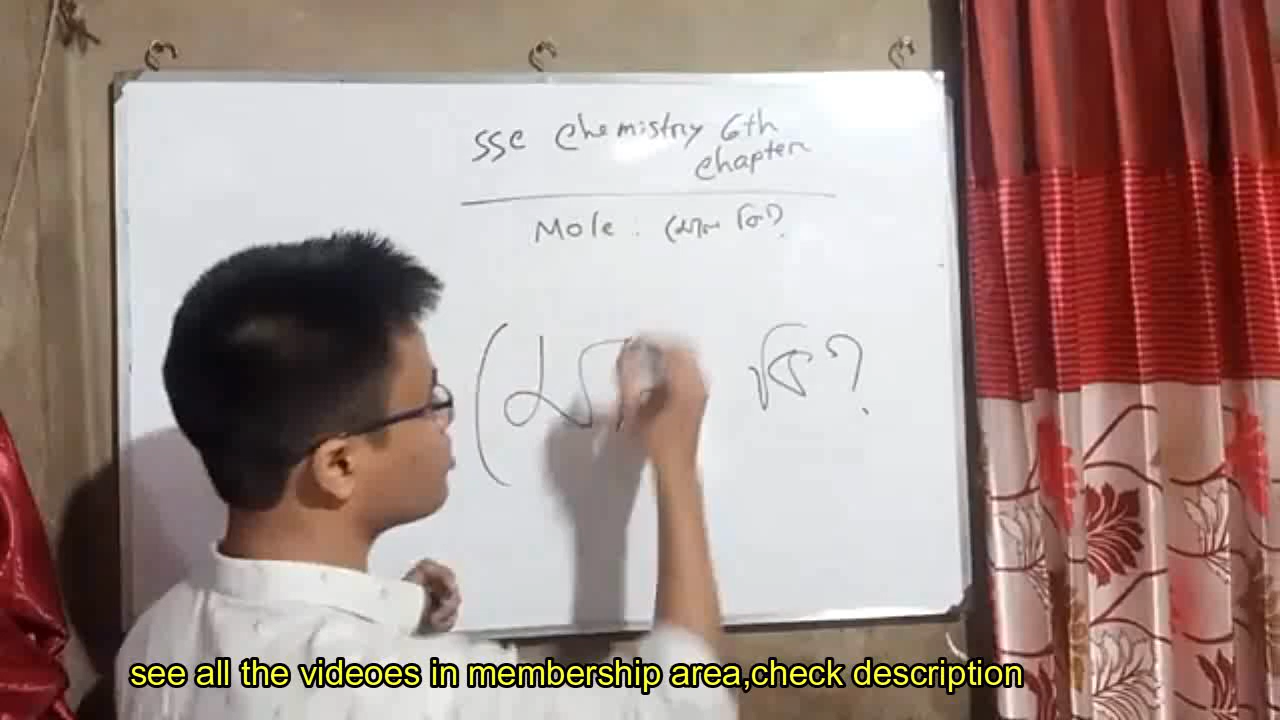 SSC Chemistry 6th
Chapter
Mole : মোল কি?
মোল কি?
see all the videoes in membership area,check description